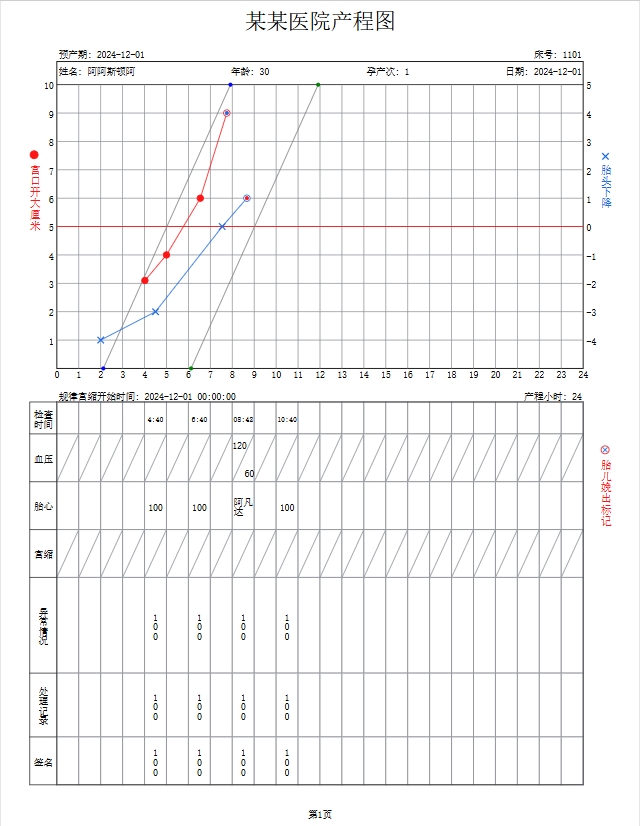 某某医院产程图
预产期: 2024-12-01 床号: 1101
姓名: 阿阿斯顿阿 年龄: 30 孕产次: 1 日期: 2024-12-01
10 5
9 4
8 3
7 2
6 1
5 0
4 -1
3 -2
2 -3
1 -4
宫口开大厘米
胎头下降
0 1 2 3 4 5 6 7 8 9 10 11 12 13 14 15 16 17 18 19 20 21 22 23 24
规律宫缩开始时间: 2024-12-01 00:00:00 产程小时: 24
检查时间 4:40 6:40 08:42 10:40
血压 120 60
胎心 100 100 阿凡达 100
宫缩
异常情况 100 100 100 100
处理记录 100 100 100 100
签名 100 100 100 100
胎儿娩出标记
第1页